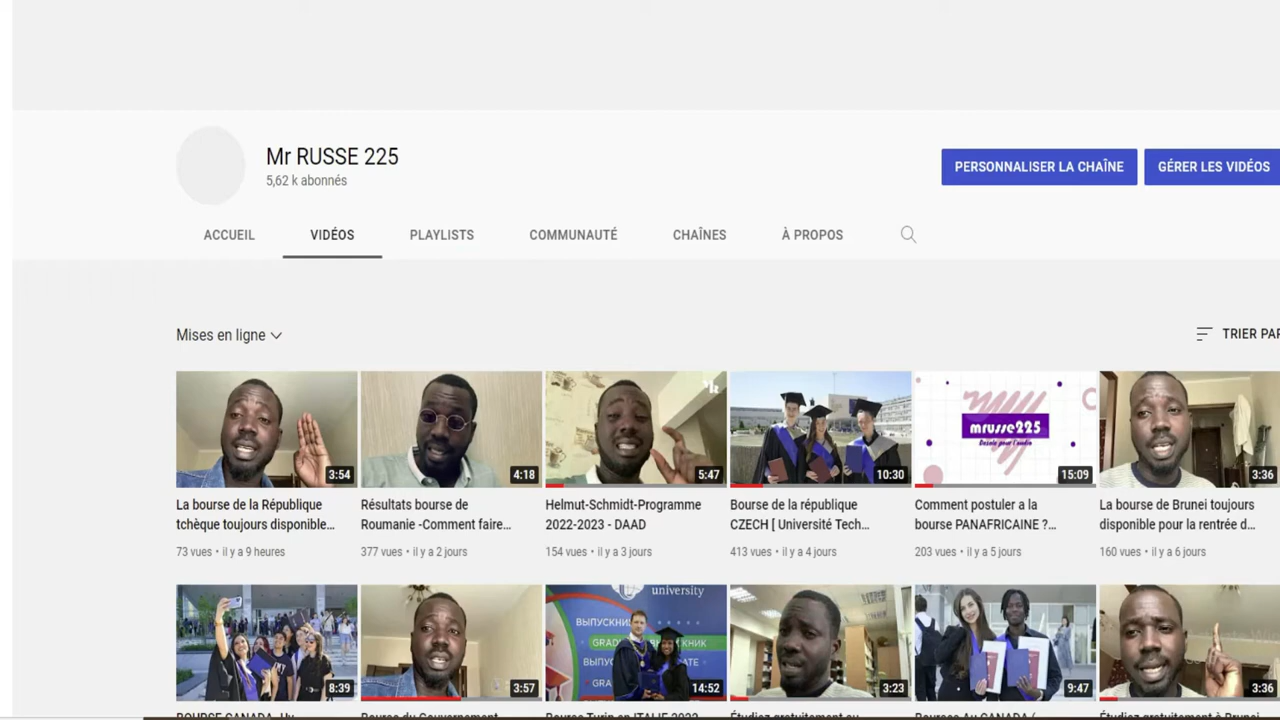 Mr RUSSE 225
5,62 k abonnés
PERSONNALISER LA CHAÎNE
GÉRER LES VIDÉOS
ACCUEIL
VIDÉOS
PLAYLISTS
COMMUNAUTÉ
CHAÎNES
À PROPOS
Mises en ligne
TRIER PAR
3:54
4:18
5:47
10:30
mrusse225
Desole pour l'audio
15:09
3:36
La bourse de la République
tchèque toujours disponible...
73 vues • il y a 9 heures
Résultats bourse de
Roumanie -Comment faire...
377 vues • il y a 2 jours
Helmut-Schmidt-Programme
2022-2023 - DAAD
154 vues • il y a 3 jours
Bourse de la république
CZECH [ Université Tech...
413 vues • il y a 4 jours
Comment postuler a la
bourse PANAFRICAINE ?...
203 vues • il y a 5 jours
La bourse de Brunei toujours
disponible pour la rentrée d...
160 vues • il y a 6 jours
8:39
3:57
university
14:52
3:23
9:47
3:36